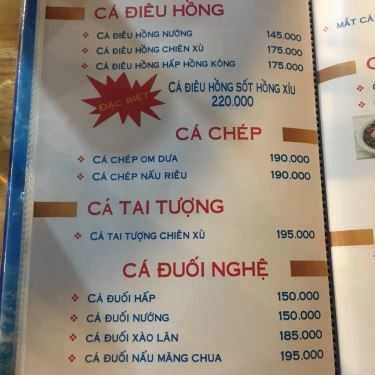 CÁ ĐIÊU HỒNG
CÁ ĐIÊU HỒNG NƯỚNG 145.000
CÁ ĐIÊU HỒNG CHIÊN XÙ 175.000
CÁ ĐIÊU HỒNG HẤP HỒNG KÔNG 175.000
ĐẶC BIỆT
CÁ ĐIÊU HỒNG SỐT HỒNG XÍU
220.000
CÁ CHÉP
CÁ CHÉP OM DƯA 190.000
CÁ CHÉP NẤU RIÊU 190.000
CÁ TAI TƯỢNG
CÁ TAI TƯỢNG CHIÊN XÙ 195.000
CÁ ĐUỐI NGHỆ
CÁ ĐUỐI HẤP 150.000
CÁ ĐUỐI NƯỚNG 150.000
CÁ ĐUỐI XÀO LĂN 185.000
CÁ ĐUỐI NẤU MĂNG CHUA 195.000
MẮT CÁ